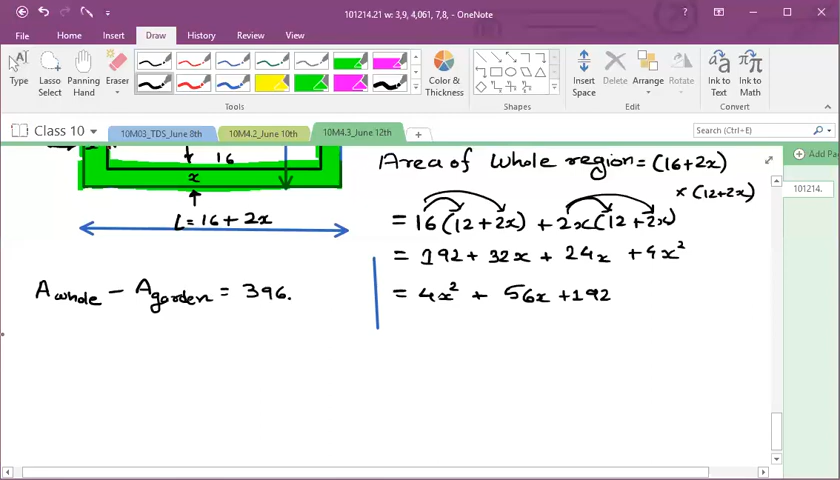 101214.21 w: 3,9, 4,061, 7,8, - OneNote
File Home Insert Draw View
Type Lasso Select Panning Hand Eraser Color & Thickness Insert Space Delete Arrange Rotate Ink to Text Ink to Math
Tools Shapes Edit Convert
Class 10 10M03_TDS_June 8th 10M4.2_June 10th 10M4.3_June 12th + Search (Ctrl+E)
Add Pa
101214.
16
x
L = 16 + 2x
A whole - A garden = 396.
Area of whole region = (16+2x)
x (12+2x)
= 16 (12 + 2x) + 2x (12 + 2x)
= 192 + 32x + 24x + 4x²
= 4x² + 56x + 192